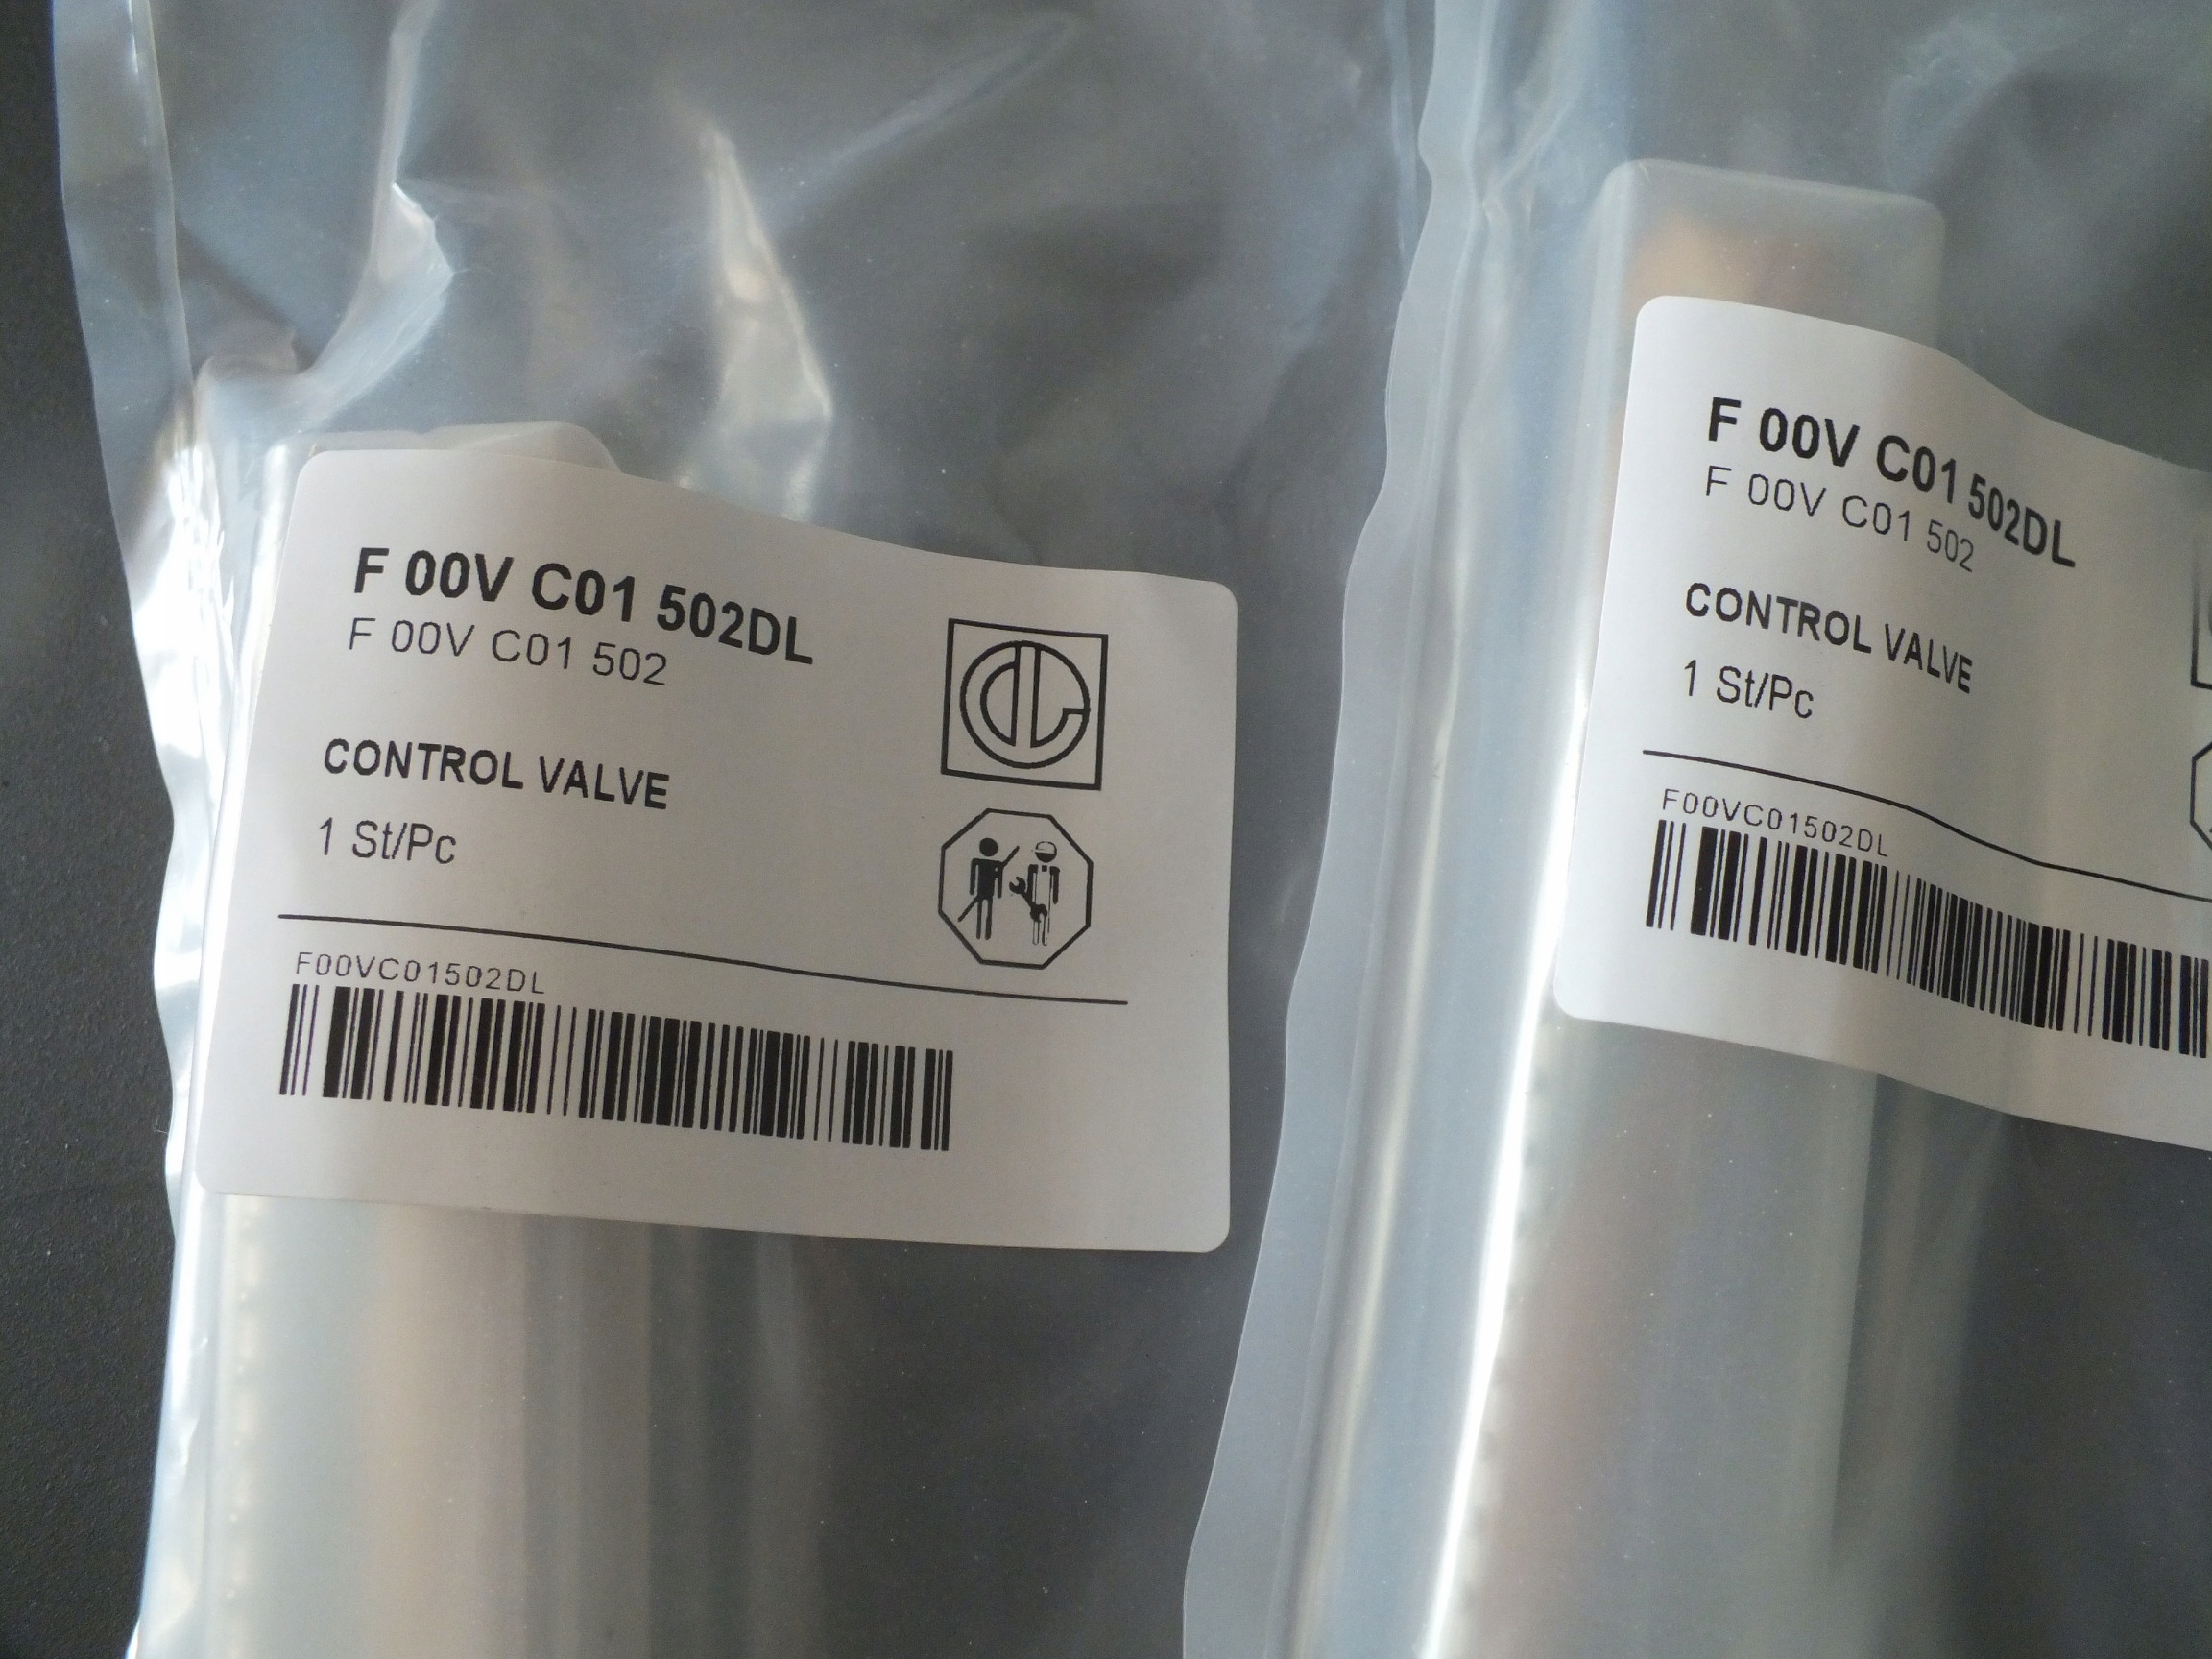 F 00V C01 502DL
F 00V C01 502
CONTROL VALVE
1 St/Pc
F00VC01502DL
F 00V C01 502DL
F 00V C01 502
CONTROL VALVE
1 St/Pc
F00VC01502DL